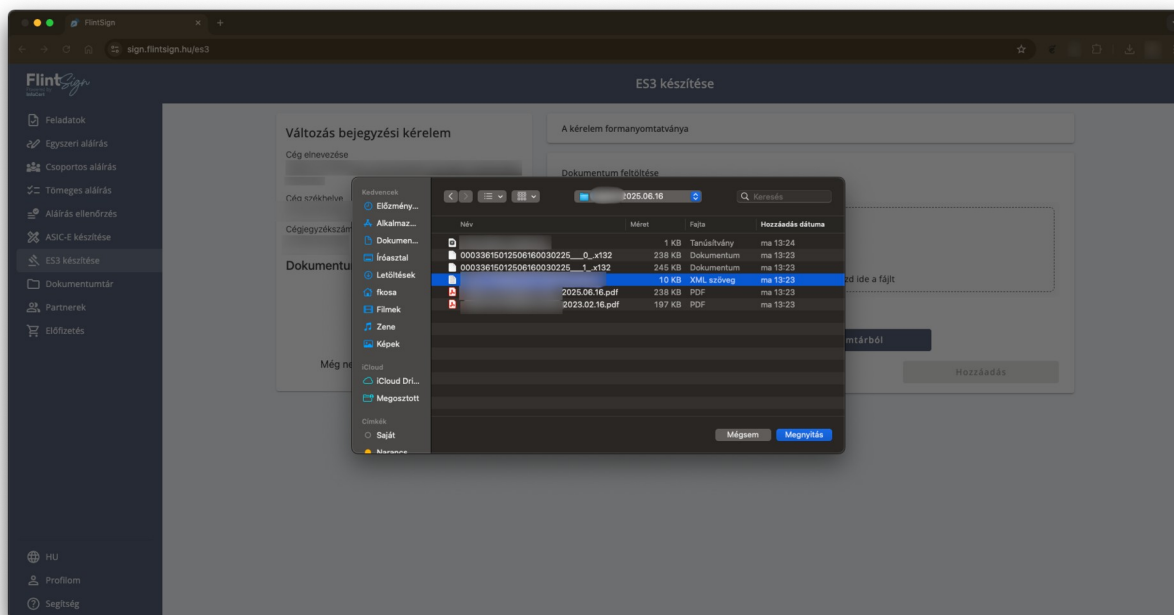 FlintSign
sign.flintsign.hu/es3
FlintSign
ES3 készítése
Feladatok
Egyszeri aláírás
Csoportos aláírás
Tömeges aláírás
Aláírás ellenőrzés
ASIC-E készítése
ES3 készítése
Dokumentumtár
Partnerek
Előfizetés
HU
Profilom
Segítség
Változás bejegyzési kérelem
Cég elnevezése
Cég székhelye
Cégjegyzékszám
Dokumentu
Még ne
A kérelem formanyomtatványa
Dokumentum feltöltése
ide a fájlt
mtárból
Hozzáadás
Kedvencek
Előzmény...
Alkalmaz...
Dokumen...
Íróasztal
Letöltések
fkosa
Filmek
Zene
Képek
iCloud
iCloud Dri...
Megosztott
Címkék
Saját
Narancs
2025.06.16
Keresés
Név Méret Fajta Hozzáadás dátuma
1 KB Tanúsítvány ma 13:24
00033615012506160030225___0_.x132 238 KB Dokumentum ma 13:23
00033615012506160030225___1_.x132 245 KB Dokumentum ma 13:23
10 KB XML szöveg ma 13:23
2025.06.16.pdf 238 KB PDF ma 13:23
2023.02.16.pdf 197 KB PDF ma 13:23
Mégsem Megnyitás